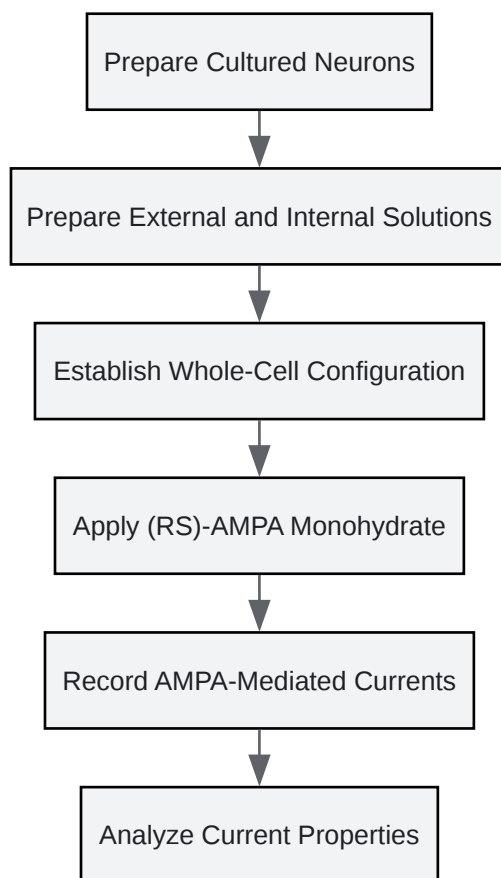 Prepare Cultured Neurons
Prepare External and Internal Solutions
Establish Whole-Cell Configuration
Apply (RS)-AMPA Monohydrate
Record AMPA-Mediated Currents
Analyze Current Properties